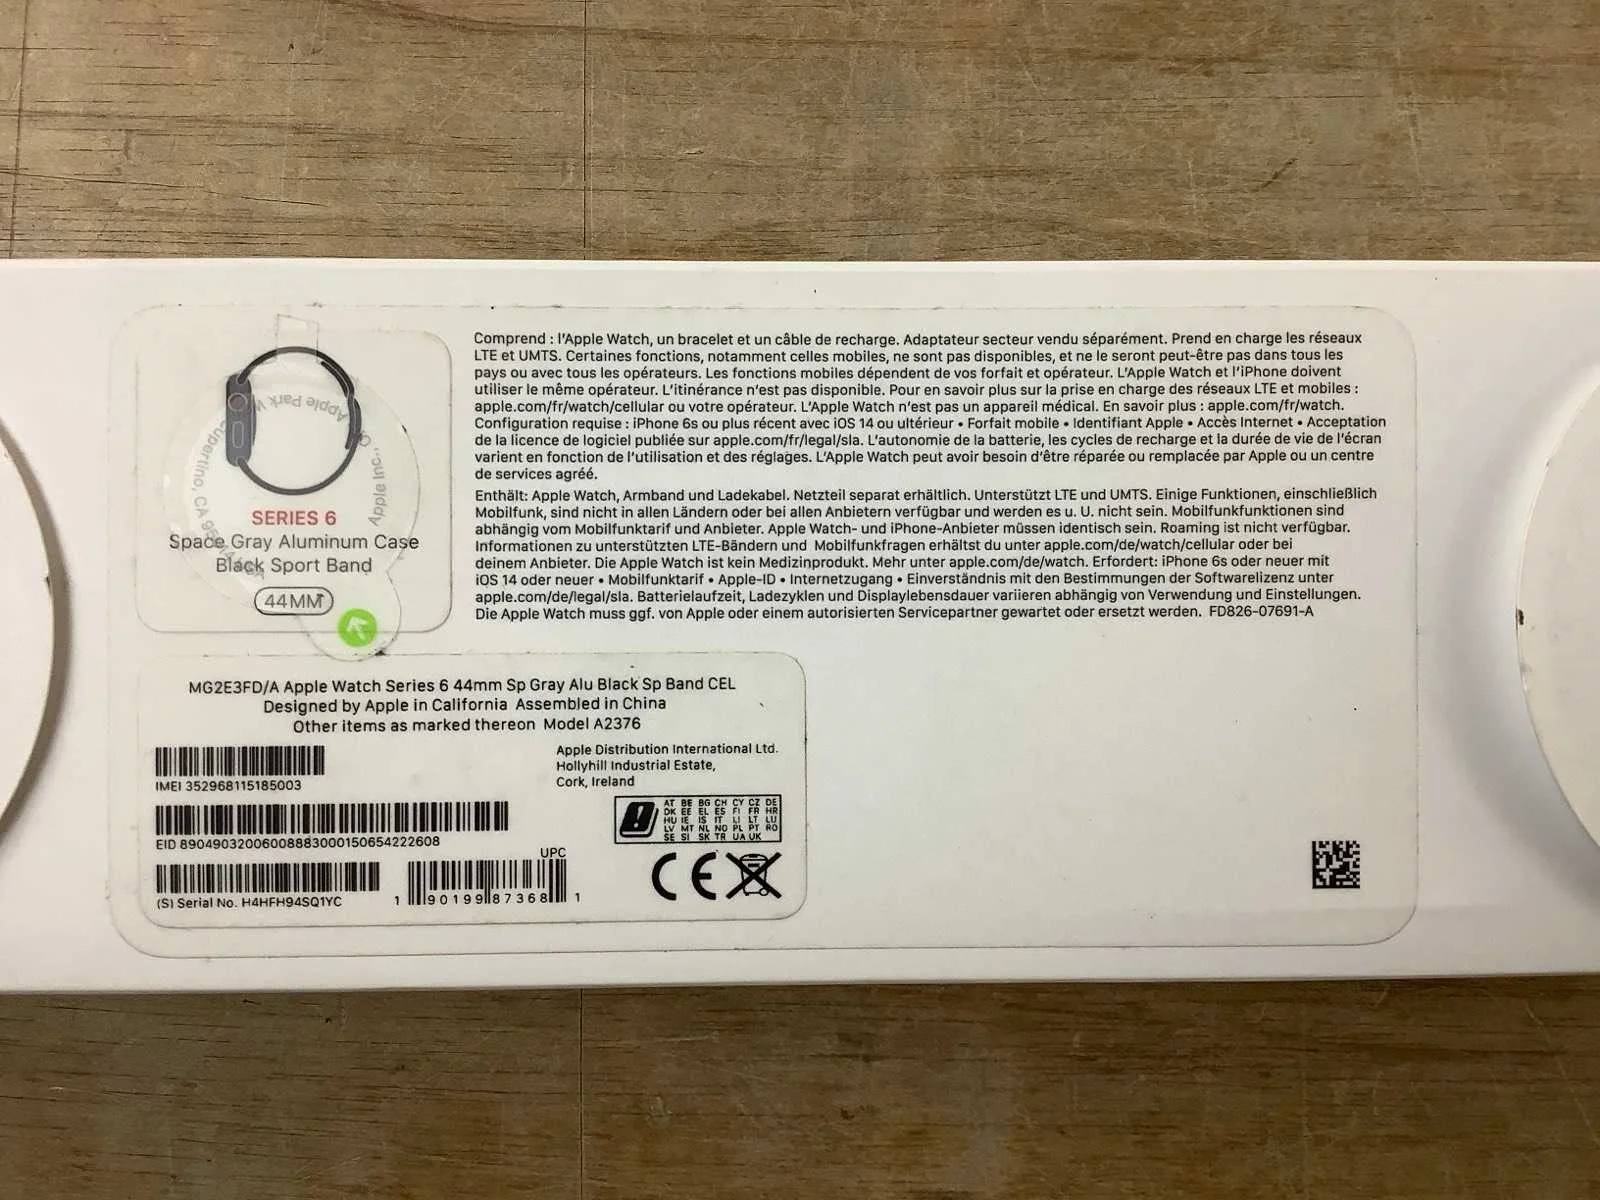 Apple Park W
Cupertino, CA 95014 USA
Apple Inc.,
SERIES 6
Space Gray Aluminum Case
Black Sport Band
44MM
Comprend : l'Apple Watch, un bracelet et un câble de recharge. Adaptateur secteur vendu séparément. Prend en charge les réseaux
LTE et UMTS. Certaines fonctions, notamment celles mobiles, ne sont pas disponibles, et ne le seront peut-être pas dans tous les
pays ou avec tous les opérateurs. Les fonctions mobiles dépendent de vos forfait et opérateur. L'Apple Watch et l'iPhone doivent
utiliser le même opérateur. L'itinérance n'est pas disponible. Pour en savoir plus sur la prise en charge des réseaux LTE et mobiles :
apple.com/fr/watch/cellular ou votre opérateur. L'Apple Watch n'est pas un appareil médical. En savoir plus : apple.com/fr/watch.
Configuration requise : iPhone 6s ou plus récent avec iOS 14 ou ultérieur • Forfait mobile • Identifiant Apple • Accès Internet • Acceptation
de la licence de logiciel publiée sur apple.com/fr/legal/sla. L'autonomie de la batterie, les cycles de recharge et la durée de vie de l'écran
varient en fonction de l'utilisation et des réglages. L'Apple Watch peut avoir besoin d'être réparée ou remplacée par Apple ou un centre
de services agréé.
Enthält: Apple Watch, Armband und Ladekabel. Netzteil separat erhältlich. Unterstützt LTE und UMTS. Einige Funktionen, einschließlich
Mobilfunk, sind nicht in allen Ländern oder bei allen Anbietern verfügbar und werden es u. U. nicht sein. Mobilfunkfunktionen sind
abhängig vom Mobilfunktarif und Anbieter. Apple Watch- und iPhone-Anbieter müssen identisch sein. Roaming ist nicht verfügbar.
Informationen zu unterstützten LTE-Bändern und Mobilfunkfragen erhältst du unter apple.com/de/watch/cellular oder bei
deinem Anbieter. Die Apple Watch ist kein Medizinprodukt. Mehr unter apple.com/de/watch. Erfordert: iPhone 6s oder neuer mit
iOS 14 oder neuer • Mobilfunktarif • Apple-ID • Internetzugang • Einverständnis mit den Bestimmungen der Softwarelizenz unter
apple.com/de/legal/sla. Batterielaufzeit, Ladezyklen und Displaylebensdauer variieren abhängig von Verwendung und Einstellungen.
Die Apple Watch muss ggf. von Apple oder einem autorisierten Servicepartner gewartet oder ersetzt werden. FD826-07691-A
MG2E3FD/A Apple Watch Series 6 44mm Sp Gray Alu Black Sp Band CEL
Designed by Apple in California Assembled in China
Other items as marked thereon Model A2376
IMEI 352968115185003
Apple Distribution International Ltd.
Hollyhill Industrial Estate,
Cork, Ireland
EID 89049032006008883000150654222608
AT BE BG CH CY CZ DE
DK EE EL ES FI FR HR
HU IE IS IT LI LT LU
LV MT NL NO PL PT RO
SE SI SK TR UA UK
CE
UPC
(S) Serial No. H4HFH94SQ1YC
1 90199 87368 1